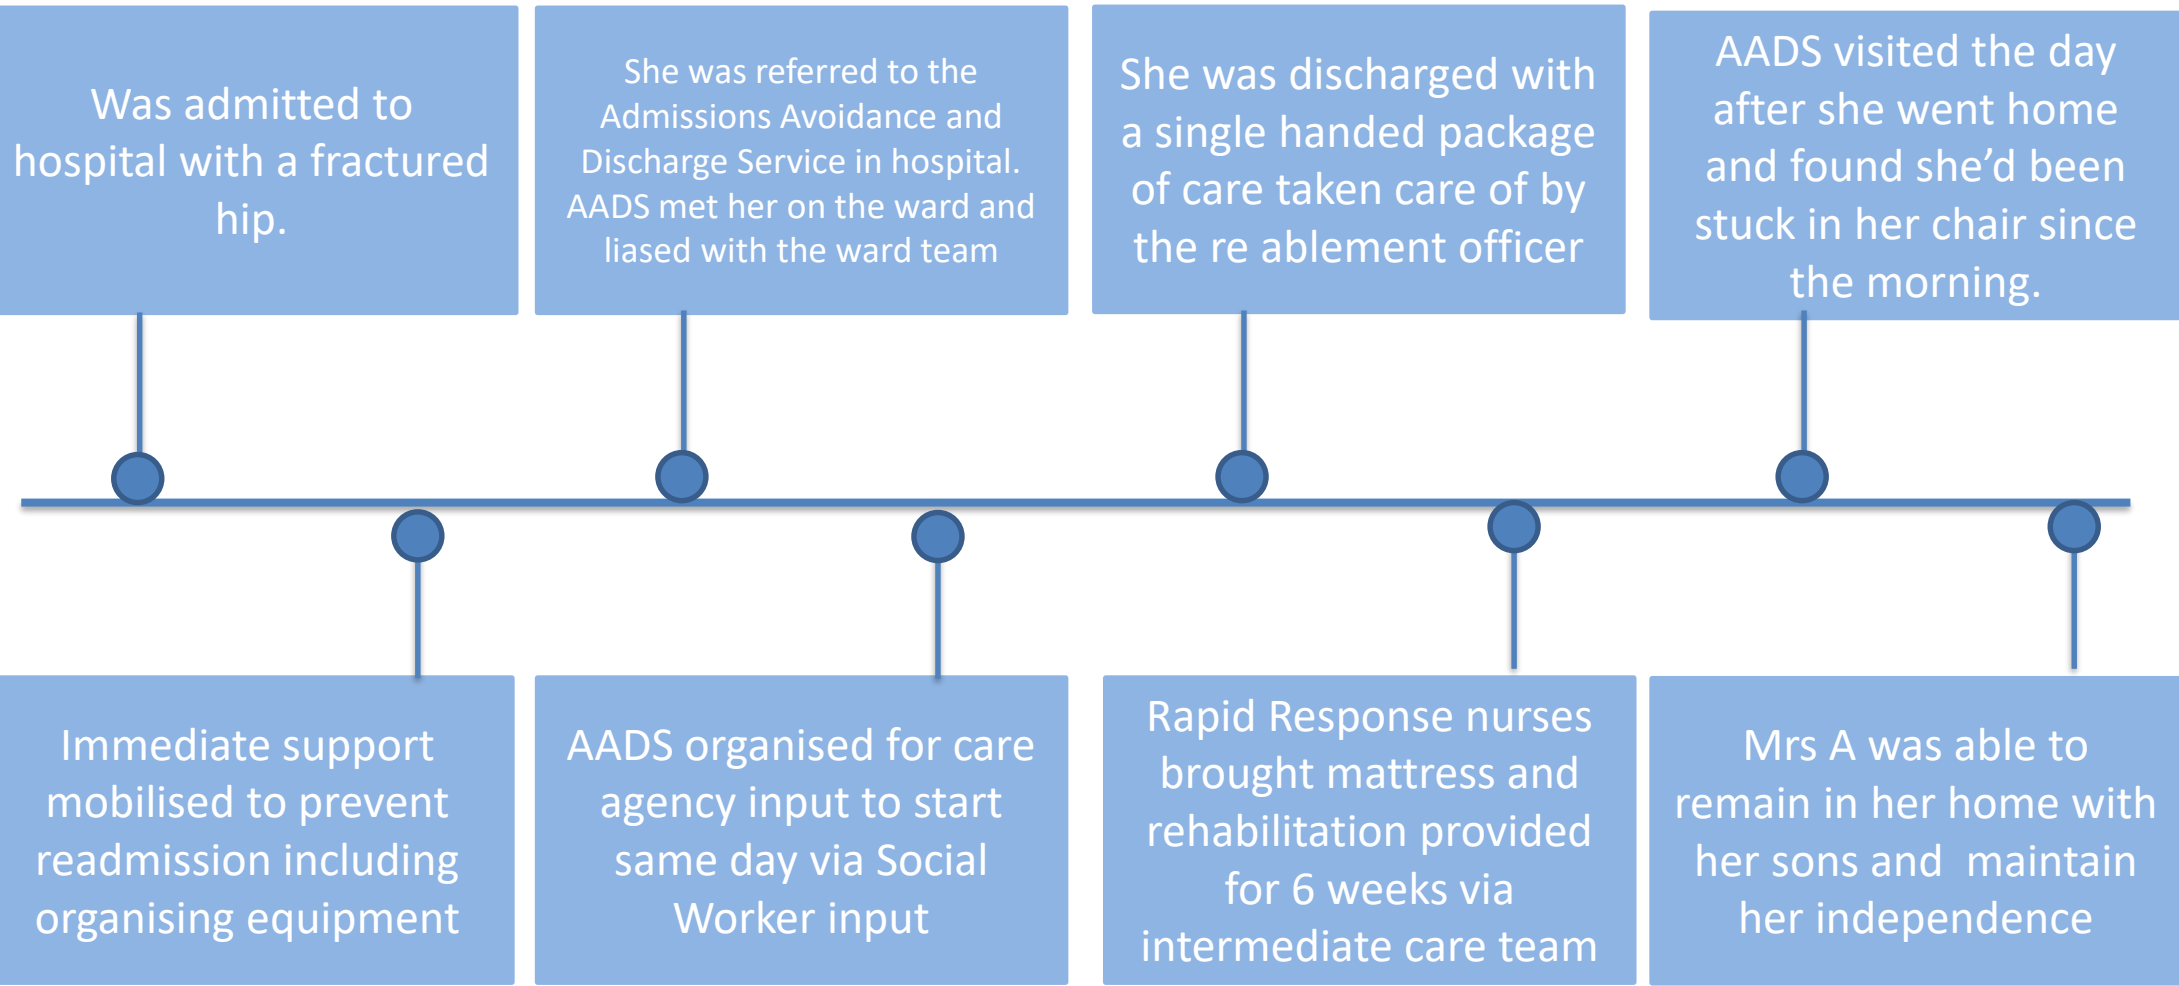 Was admitted to
hospital with a fractured
hip.
She was referred to the
Admissions Avoidance and
Discharge Service in hospital.
AADS met her on the ward and
liased with the ward team
She was discharged with
a single handed package
of care taken care of by
the re ablement officer
AADS visited the day
after she went home
and found she’d been
stuck in her chair since
the morning.
Immediate support
mobilised to prevent
readmission including
organising equipment
AADS organised for care
agency input to start
same day via Social
Worker input
Rapid Response nurses
brought mattress and
rehabilitation provided
for 6 weeks via
intermediate care team
Mrs A was able to
remain in her home with
her sons and  maintain
her independence